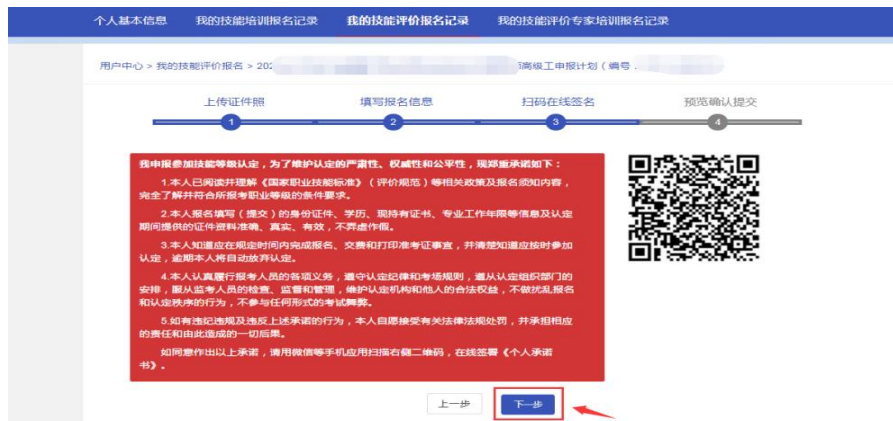 个人基本信息 我的技能培训报名记录 我的技能评价报名记录 我的技能评价专家培训报名记录
用户中心 > 我的技能评价报名 > 202 高级工申报计划（编号
上传证件照 填写报名信息 扫码在线签名 预览确认提交
1 2 3 4
我申报参加技能等级认定，为了维护认定的严肃性、权威性和公平性，现郑重承诺如下：
1.本人已阅读并理解《国家职业技能标准》（评价规范）等相关政策及报名须知内容，
完全了解并符合所报考职业等级的条件要求。
2.本人报名填写（提交）的身份证件、学历、现持有证书、专业工作年限等信息及认定
期间提供的证件资料准确、真实、有效，不弄虚作假。
3.本人知道应在规定时间内完成报名、交费和打印准考证事宜，并清楚知道应按时参加
认定，逾期本人将自动放弃认定。
4.本人认真履行报考人员的各项义务，遵守认定纪律和考场规则，遵从认定组织部门的
安排，服从监考人员的检查、监督和管理，维护认定机构和他人的合法权益，不做扰乱报名
和认定秩序的行为，不参与任何形式的考试舞弊。
5.如有违纪违规及违反上述承诺的行为，本人自愿接受有关法律法规处罚，并承担相应
的责任和由此造成的一切后果。
如同意作出以上承诺，请用微信等手机应用扫描右侧二维码，在线签署《个人承诺
书》。
上一步 下一步